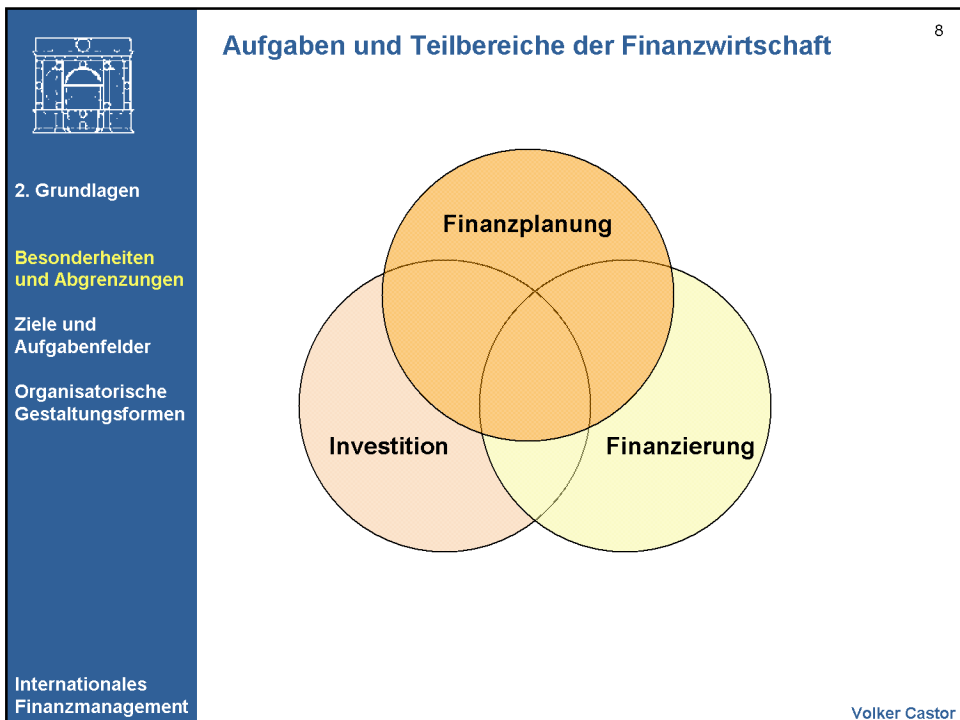 Aufgaben und Teilbereiche der Finanzwirtschaft
8
2. Grundlagen
Besonderheiten
und Abgrenzungen
Ziele und
Aufgabenfelder
Organisatorische
Gestaltungsformen
Finanzplanung
Investition
Finanzierung
Internationales
Finanzmanagement
Volker Castor